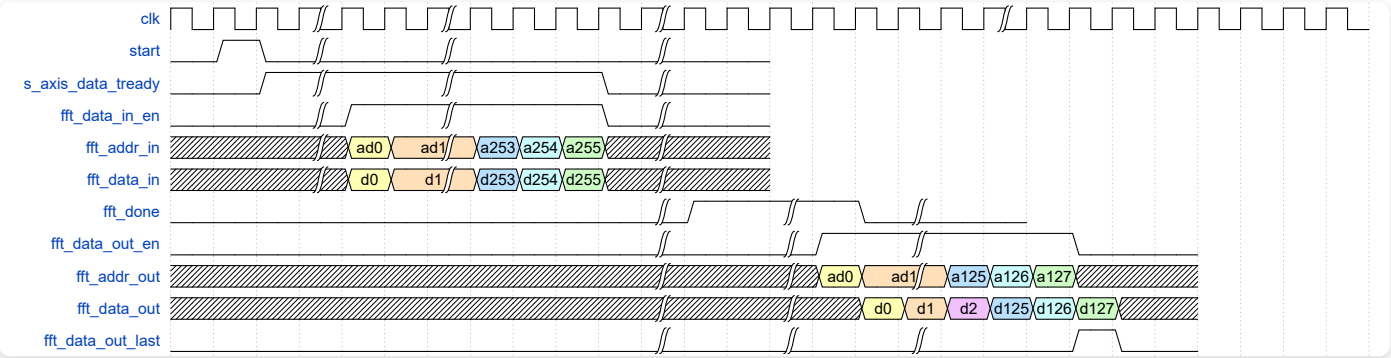 clk
start
s_axis_data_tready
fft_data_in_en
fft_addr_in ad0 ad1 a253 a254 a255
fft_data_in d0 d1 d253 d254 d255
fft_done
fft_data_out_en
fft_addr_out ad0 ad1 a125 a126 a127
fft_data_out d0 d1 d2 d125 d126 d127
fft_data_out_last